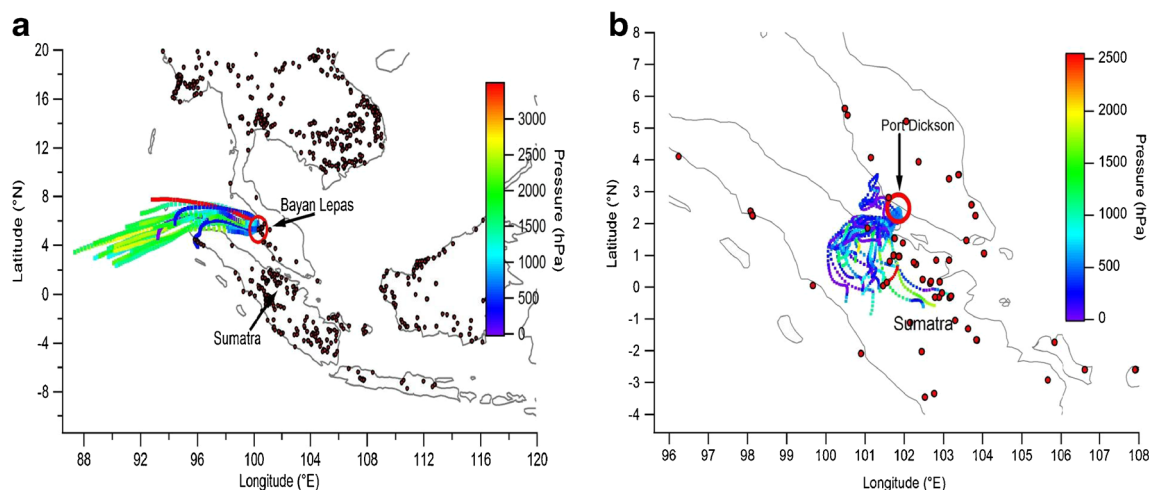 a
20
16
12
8
4
0
-4
-8
Latitude (°N)
88 92 96 100 104 108 112 116 120
Longitude (°E)
Bayan Lepas
Sumatra
3000
2500
2000
1500
1000
500
0
Pressure (hPa)
b
8
7
6
5
4
3
2
1
0
-1
-2
-3
-4
Latitude (°N)
96 97 98 99 100 101 102 103 104 105 106 107 108
Longitude (°E)
Port Dickson
Sumatra
2500
2000
1500
1000
500
0
Pressure (hPa)